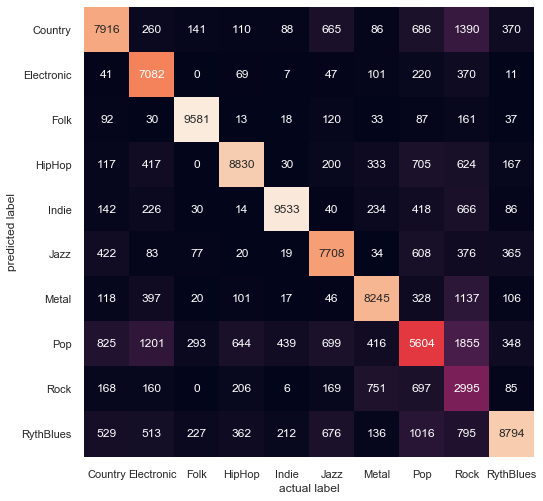 Country 7916 260 141 110 88 665 86 686 1390 370
Electronic 41 7082 0 69 7 47 101 220 370 11
Folk 92 30 9581 13 18 120 33 87 161 37
HipHop 117 417 0 8830 30 200 333 705 624 167
Indie 142 226 30 14 9533 40 234 418 666 86
Jazz 422 83 77 20 19 7708 34 608 376 365
Metal 118 397 20 101 17 46 8245 328 1137 106
Pop 825 1201 293 644 439 699 416 5604 1855 348
Rock 168 160 0 206 6 169 751 697 2995 85
RythBlues 529 513 227 362 212 676 136 1016 795 8794
Country Electronic Folk HipHop Indie Jazz Metal Pop Rock RythBlues
actual label
predicted label